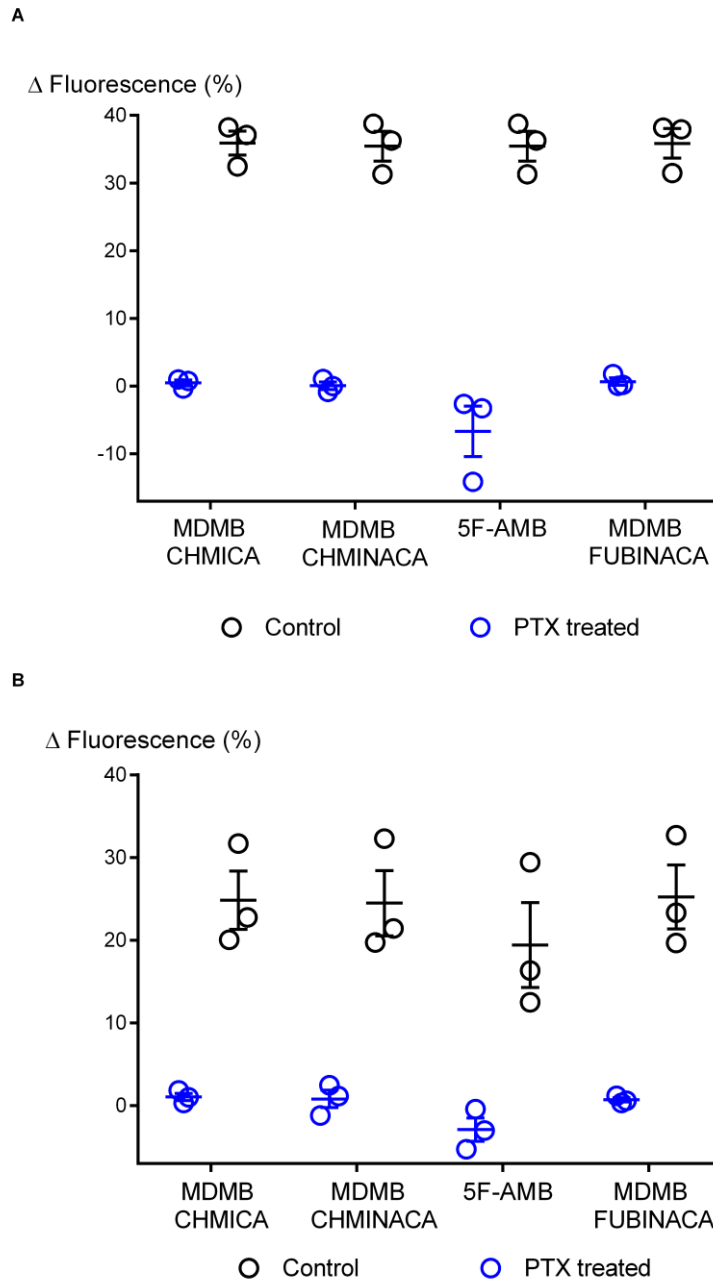 A
Δ Fluorescence (%)
40
30
20
10
0
-10
MDMB MDMB 5F-AMB MDMB
CHMICA CHMINACA FUBINACA
Control PTX treated
B
Δ Fluorescence (%)
40
30
20
10
0
MDMB MDMB 5F-AMB MDMB
CHMICA CHMINACA FUBINACA
Control PTX treated